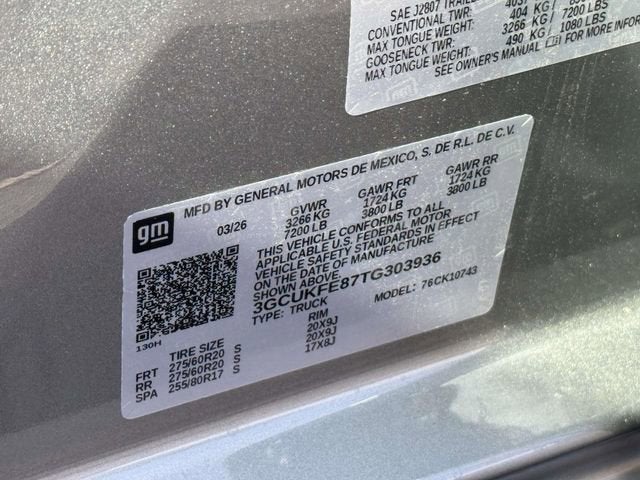 SAE J2807 TRAILE
CONVENTIONAL TWR: 404 KG/
MAX TONGUE WEIGHT: 3266 KG/7200 LBS
GOOSENECK TWR: 490 KG/1080 LBS
MAX TONGUE WEIGHT:
SEE OWNER'S MANUAL FOR MORE INFOR
MFD BY GENERAL MOTORS DE MEXICO, S. DE R.L. DE C.V.
gm
03/26
GVWR GAWR FRT GAWR RR
3266 KG 1724 KG 1724 KG
7200 LB 3800 LB 3800 LB
THIS VEHICLE CONFORMS TO ALL
APPLICABLE U.S. FEDERAL MOTOR
VEHICLE SAFETY STANDARDS IN EFFECT
ON THE DATE OF MANUFACTURE
3GCUKFE87TG303936
TYPE: TRUCK MODEL: 76CK10743
130H
TIRE SIZE RIM
FRT 275/60R20 S 20X9J
RR 275/60R20 S 20X9J
SPA 255/80R17 S 17X8J